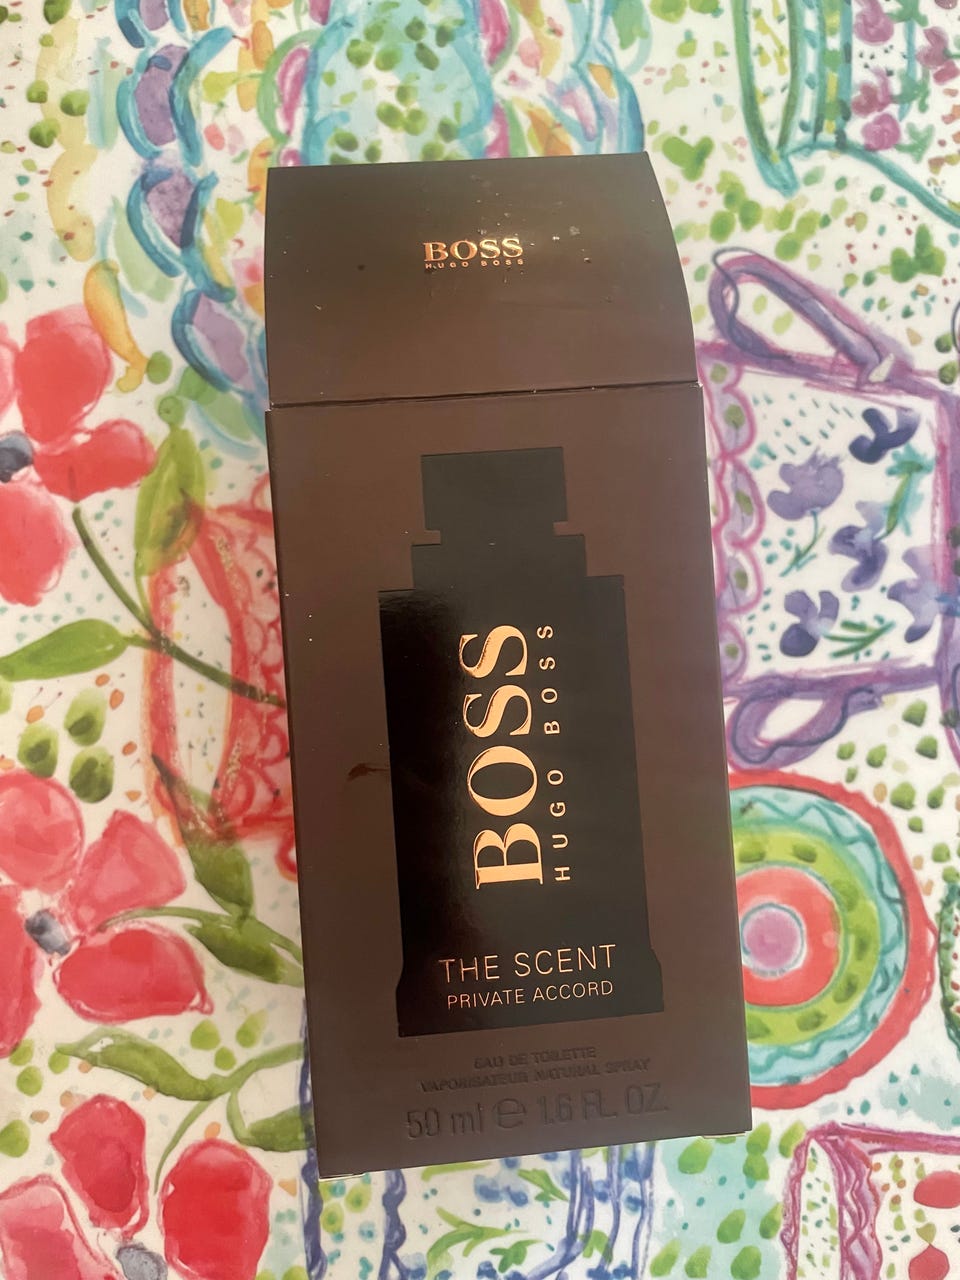 BOSS
HUGO BOSS
BOSS
HUGO BOSS
THE SCENT
PRIVATE ACCORD
EAU DE TOILETTE
VAPORISATEUR NATURAL SPRAY
50 ml e 1.6 FL. OZ.